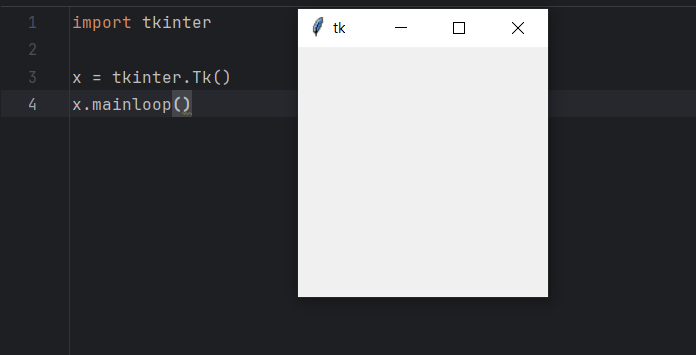 1 import tkinter
2
3 x = tkinter.Tk()
4 x.mainloop()
tk